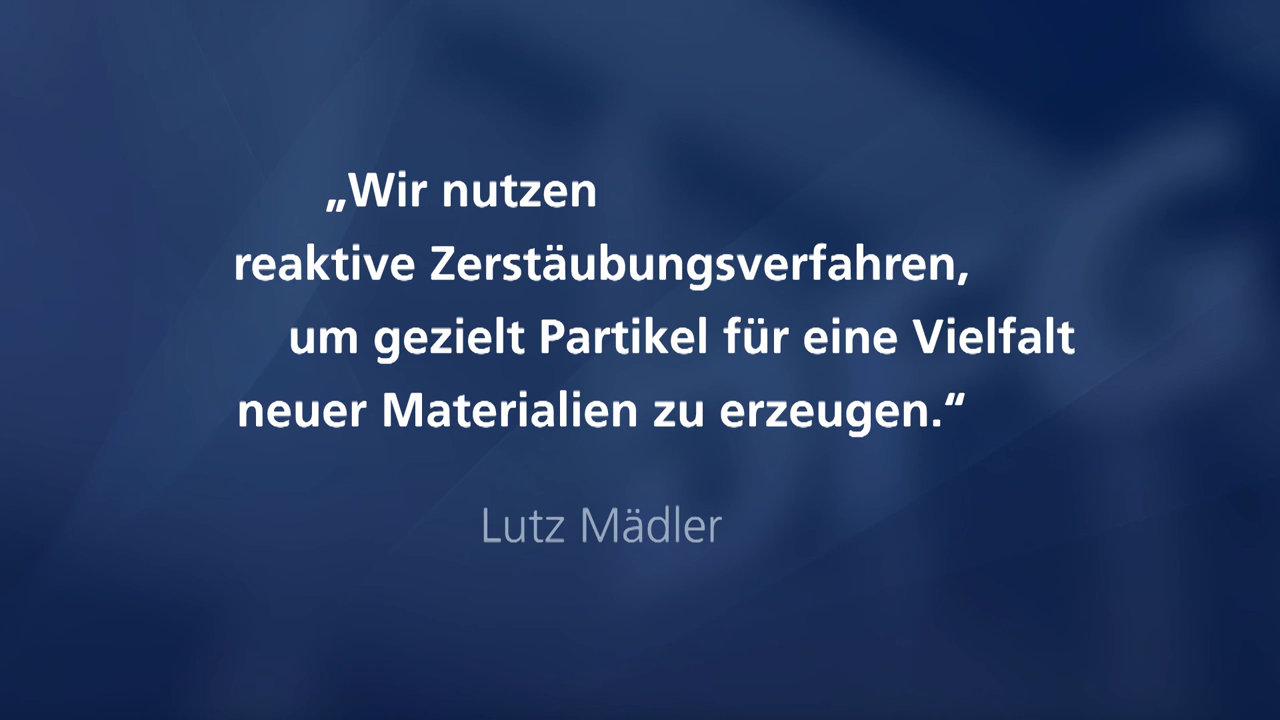 „Wir nutzen
reaktive Zerstäubungsverfahren,
um gezielt Partikel für eine Vielfalt
neuer Materialien zu erzeugen.“
Lutz Mädler